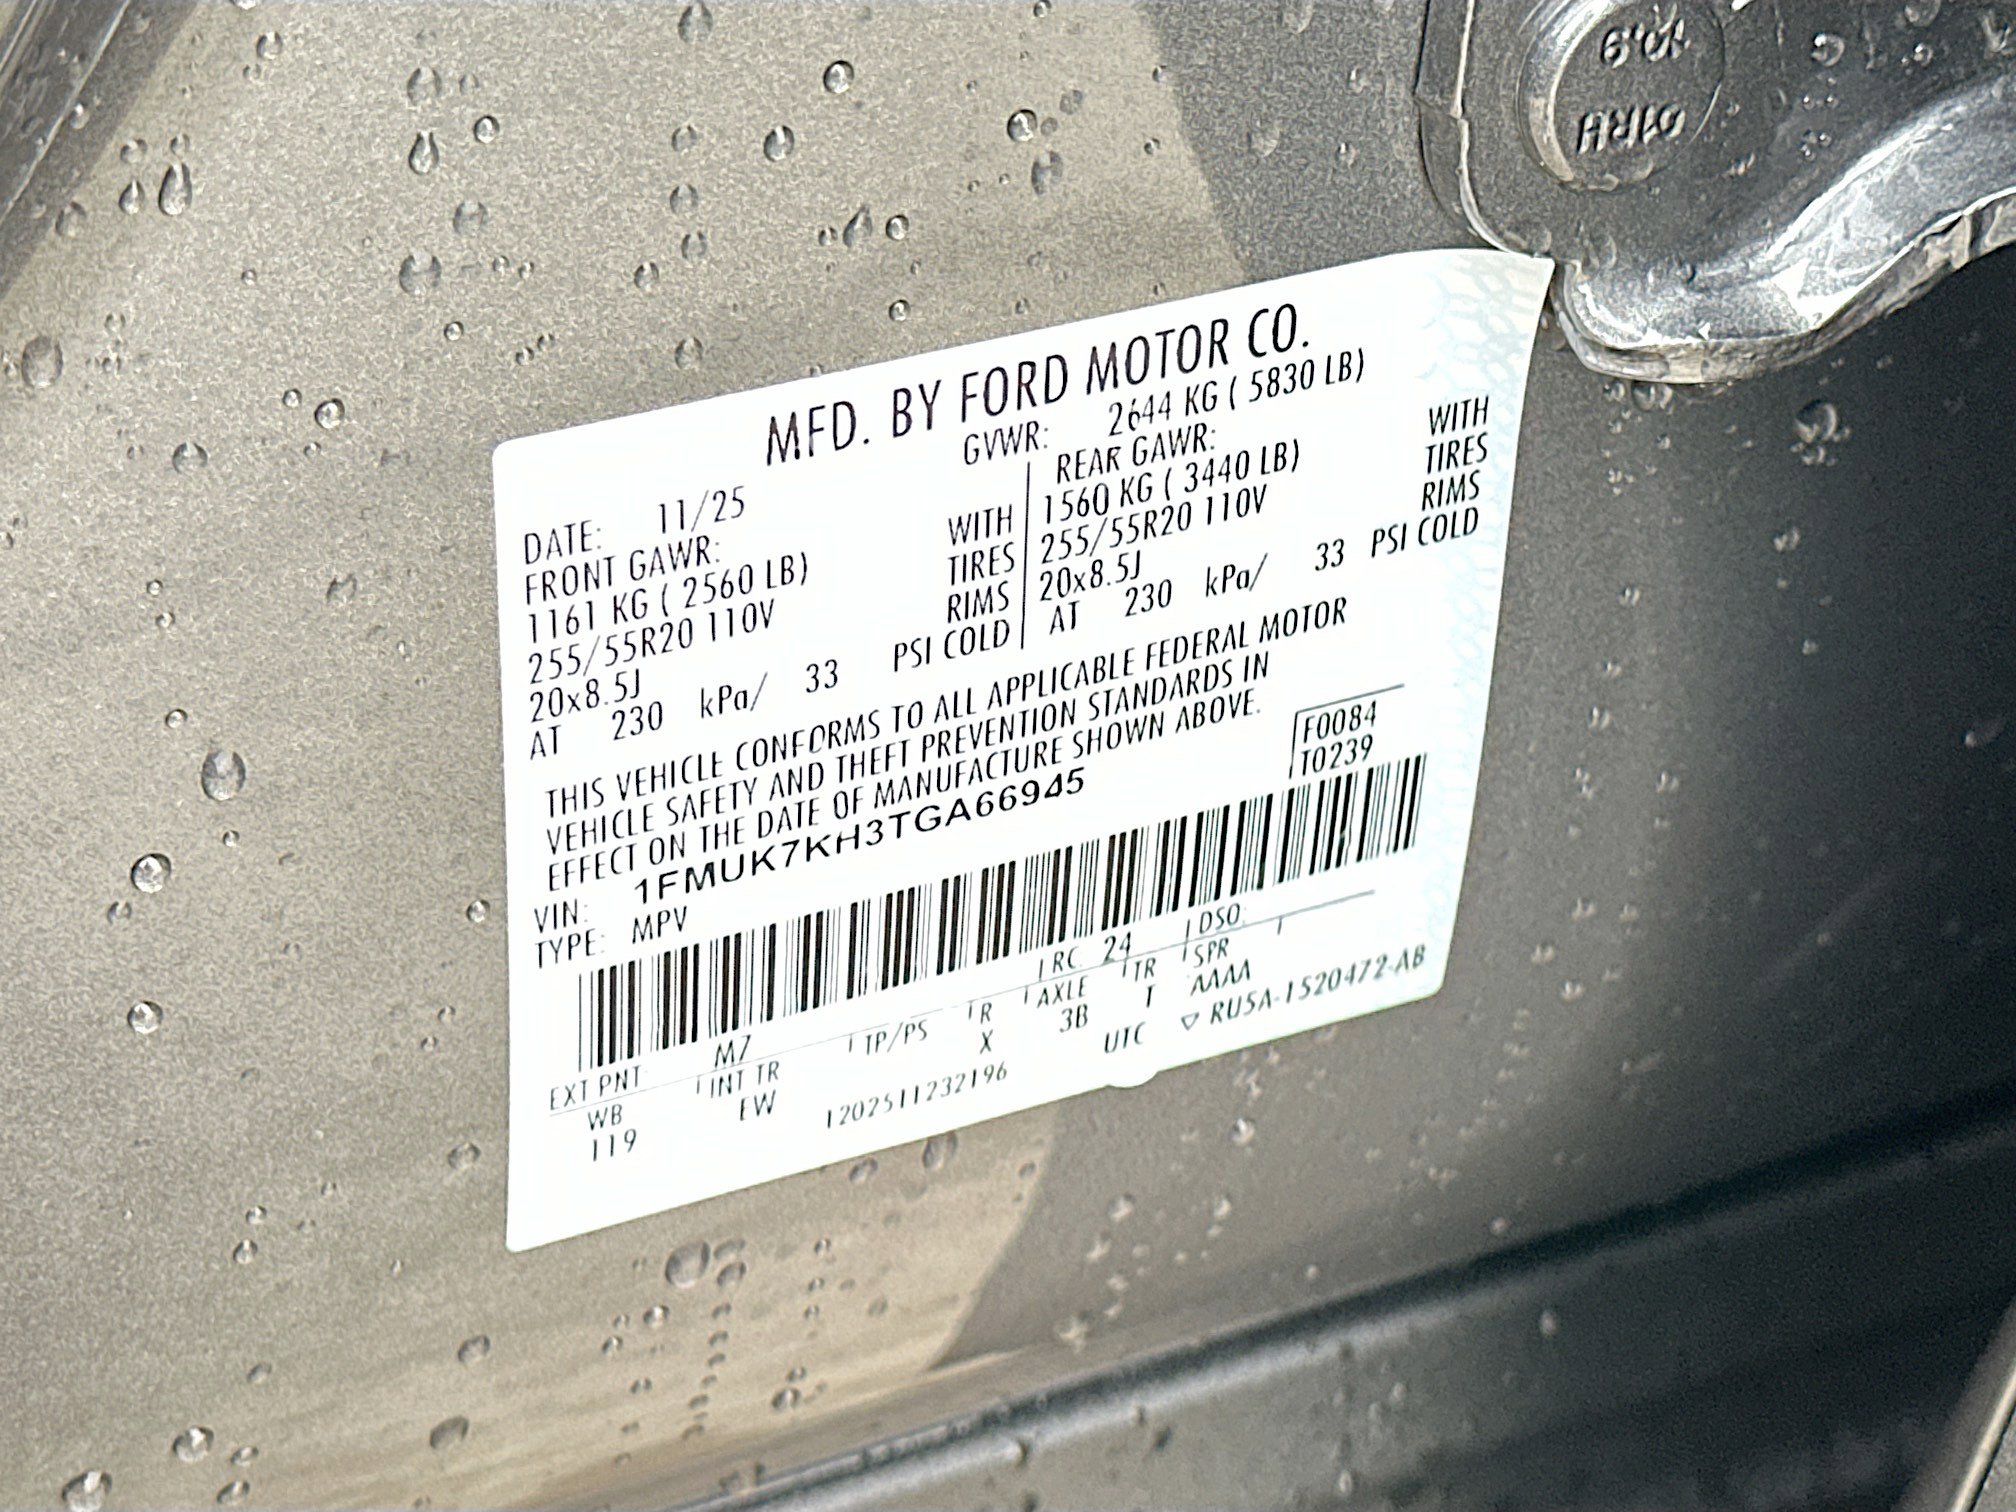 MFD. BY FORD MOTOR CO.
DATE: 11/25 GVWR: 2644 KG ( 5830 LB)
FRONT GAWR: REAR GAWR:
1161 KG ( 2560 LB) WITH 1560 KG ( 3440 LB) WITH
255/55R20 110V TIRES 255/55R20 110V TIRES
20x8.5J RIMS 20x8.5J RIMS
AT 230 kPa/ 33 PSI COLD AT 230 kPa/ 33 PSI COLD
THIS VEHICLE CONFORMS TO ALL APPLICABLE FEDERAL MOTOR
VEHICLE SAFETY AND THEFT PREVENTION STANDARDS IN
EFFECT ON THE DATE OF MANUFACTURE SHOWN ABOVE.
VIN: 1FMUK7KH3TGA66945 F0084
TYPE: MPV T0239
EXT PNT: M7 RC: 24 DSO:
WB INT TR TP/PS R AXLE TR SPR
119 EW X 3B T AAAA
1202511232196 UTC ▽ RU5A-1520472-AB
10.9